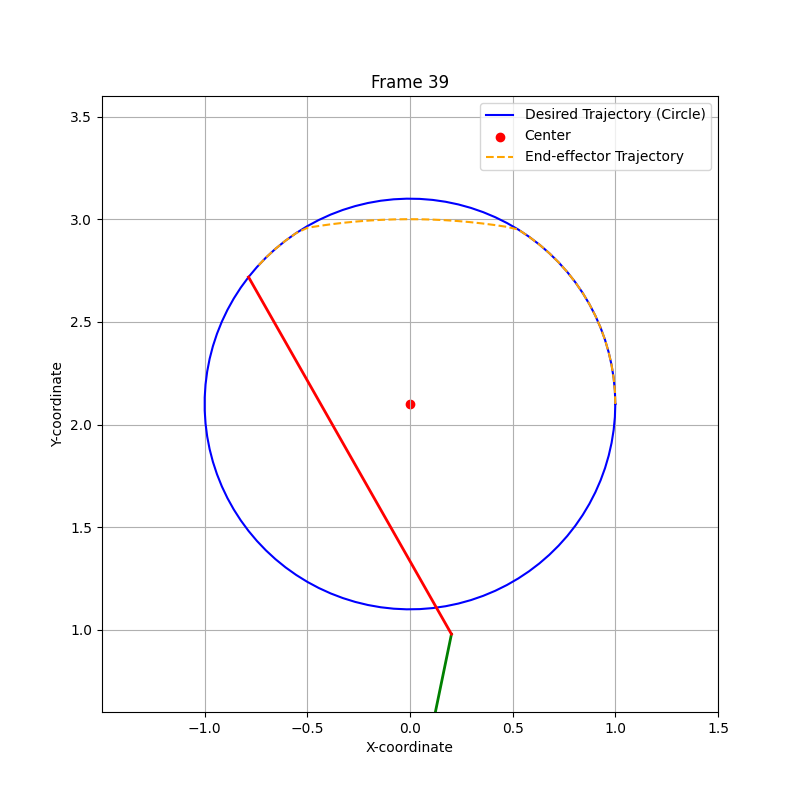 Frame 39
Desired Trajectory (Circle)
Center
End-effector Trajectory
3.5
3.0
2.5
2.0
1.5
1.0
Y-coordinate
−1.0 −0.5 0.0 0.5 1.0 1.5
X-coordinate